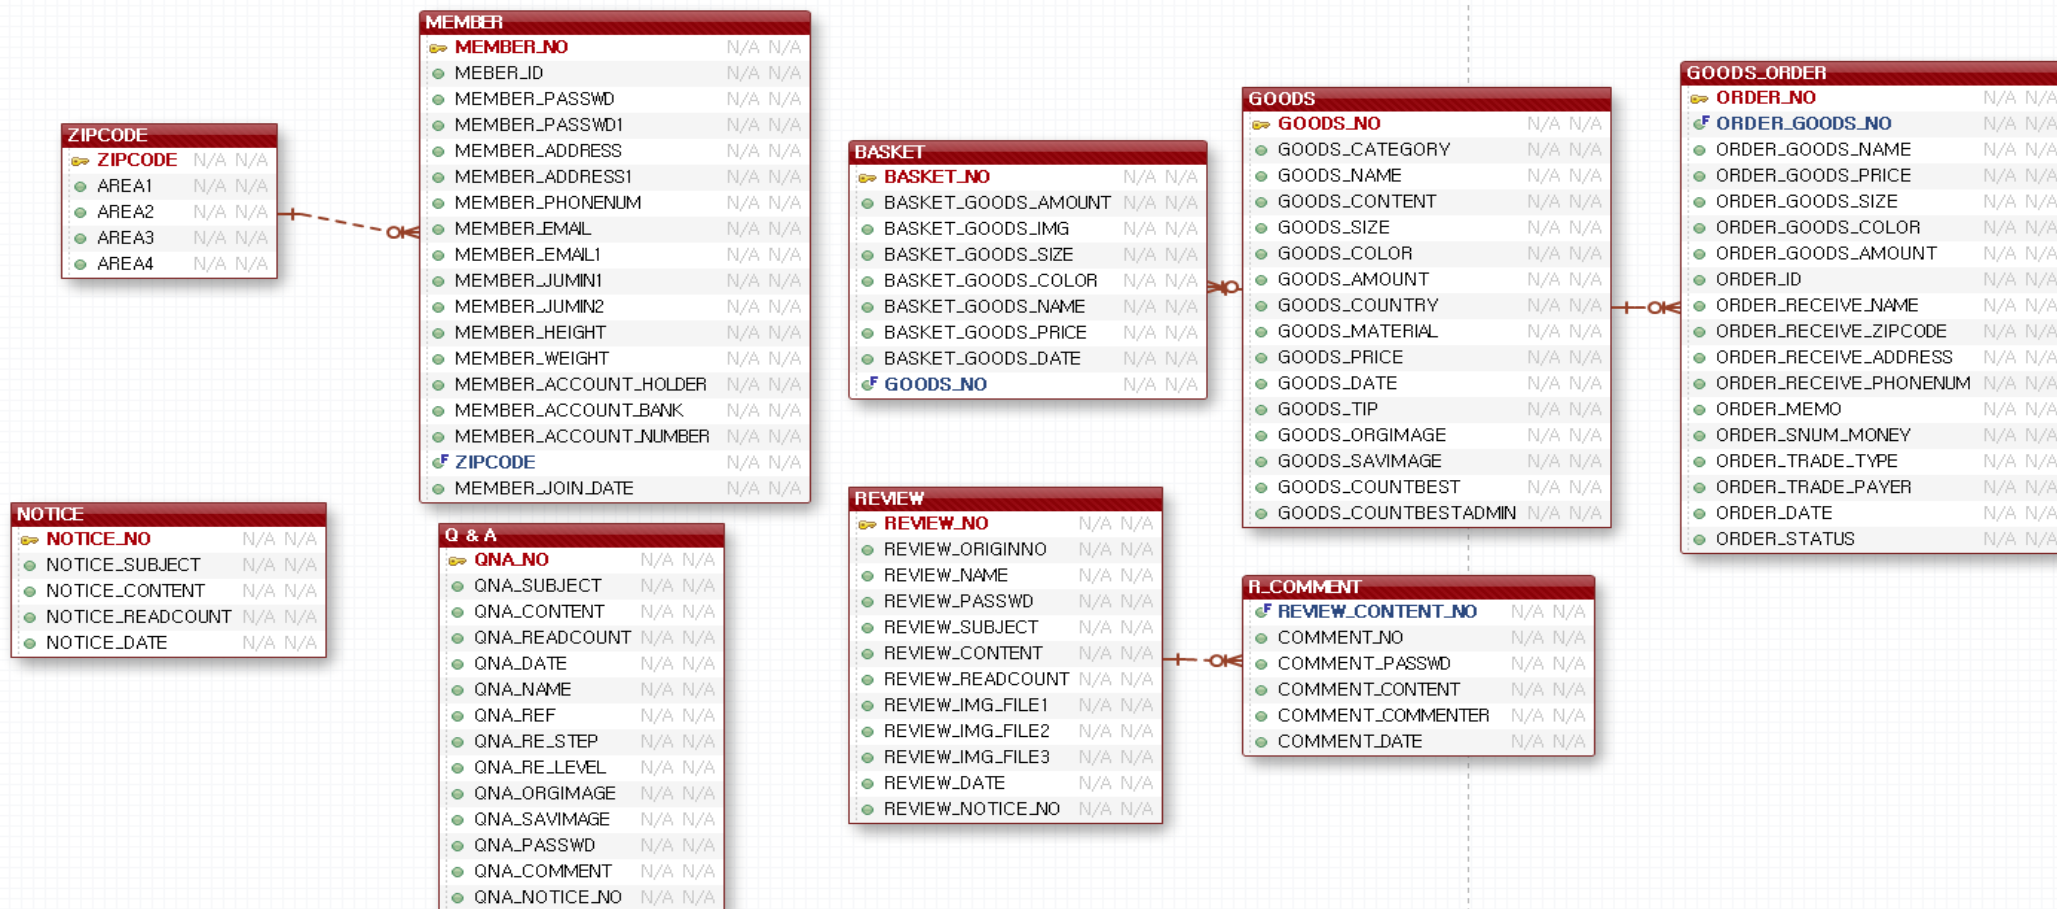 ZIPCODE
ZIPCODE N/A N/A
AREA1 N/A N/A
AREA2 N/A N/A
AREA3 N/A N/A
AREA4 N/A N/A
MEMBER
MEMBER_NO N/A N/A
MEBER_ID N/A N/A
MEMBER_PASSWD N/A N/A
MEMBER_PASSWD1 N/A N/A
MEMBER_ADDRESS N/A N/A
MEMBER_ADDRESS1 N/A N/A
MEMBER_PHONENUM N/A N/A
MEMBER_EMAIL N/A N/A
MEMBER_EMAIL1 N/A N/A
MEMBER_JUMIN1 N/A N/A
MEMBER_JUMIN2 N/A N/A
MEMBER_HEIGHT N/A N/A
MEMBER_WEIGHT N/A N/A
MEMBER_ACCOUNT_HOLDER N/A N/A
MEMBER_ACCOUNT_BANK N/A N/A
MEMBER_ACCOUNT_NUMBER N/A N/A
F ZIPCODE N/A N/A
MEMBER_JOIN_DATE N/A N/A
BASKET
BASKET_NO N/A N/A
BASKET_GOODS_AMOUNT N/A N/A
BASKET_GOODS_IMG N/A N/A
BASKET_GOODS_SIZE N/A N/A
BASKET_GOODS_COLOR N/A N/A
BASKET_GOODS_NAME N/A N/A
BASKET_GOODS_PRICE N/A N/A
BASKET_GOODS_DATE N/A N/A
F GOODS_NO N/A N/A
GOODS
GOODS_NO N/A N/A
GOODS_CATEGORY N/A N/A
GOODS_NAME N/A N/A
GOODS_CONTENT N/A N/A
GOODS_SIZE N/A N/A
GOODS_COLOR N/A N/A
GOODS_AMOUNT N/A N/A
GOODS_COUNTRY N/A N/A
GOODS_MATERIAL N/A N/A
GOODS_PRICE N/A N/A
GOODS_DATE N/A N/A
GOODS_TIP N/A N/A
GOODS_ORGIMAGE N/A N/A
GOODS_SAVIMAGE N/A N/A
GOODS_COUNTBEST N/A N/A
GOODS_COUNTBESTADMIN N/A N/A
GOODS_ORDER
ORDER_NO N/A N/A
F ORDER_GOODS_NO N/A N/A
ORDER_GOODS_NAME N/A N/A
ORDER_GOODS_PRICE N/A N/A
ORDER_GOODS_SIZE N/A N/A
ORDER_GOODS_COLOR N/A N/A
ORDER_GOODS_AMOUNT N/A N/A
ORDER_ID N/A N/A
ORDER_RECEIVE_NAME N/A N/A
ORDER_RECEIVE_ZIPCODE N/A N/A
ORDER_RECEIVE_ADDRESS N/A N/A
ORDER_RECEIVE_PHONENUM N/A N/A
ORDER_MEMO N/A N/A
ORDER_SNUM_MONEY N/A N/A
ORDER_TRADE_TYPE N/A N/A
ORDER_TRADE_PAYER N/A N/A
ORDER_DATE N/A N/A
ORDER_STATUS N/A N/A
NOTICE
NOTICE_NO N/A N/A
NOTICE_SUBJECT N/A N/A
NOTICE_CONTENT N/A N/A
NOTICE_READCOUNT N/A N/A
NOTICE_DATE N/A N/A
Q & A
QNA_NO N/A N/A
QNA_SUBJECT N/A N/A
QNA_CONTENT N/A N/A
QNA_READCOUNT N/A N/A
QNA_DATE N/A N/A
QNA_NAME N/A N/A
QNA_REF N/A N/A
QNA_RE_STEP N/A N/A
QNA_RE_LEVEL N/A N/A
QNA_ORGIMAGE N/A N/A
QNA_SAVIMAGE N/A N/A
QNA_PASSWD N/A N/A
QNA_COMMENT N/A N/A
QNA_NOTICE_NO N/A N/A
REVIEW
REVIEW_NO N/A N/A
REVIEW_ORIGINNO N/A N/A
REVIEW_NAME N/A N/A
REVIEW_PASSWD N/A N/A
REVIEW_SUBJECT N/A N/A
REVIEW_CONTENT N/A N/A
REVIEW_READCOUNT N/A N/A
REVIEW_IMG_FILE1 N/A N/A
REVIEW_IMG_FILE2 N/A N/A
REVIEW_IMG_FILE3 N/A N/A
REVIEW_DATE N/A N/A
REVIEW_NOTICE_NO N/A N/A
R_COMMENT
F REVIEW_CONTENT_NO N/A N/A
COMMENT_NO N/A N/A
COMMENT_PASSWD N/A N/A
COMMENT_CONTENT N/A N/A
COMMENT_COMMENTER N/A N/A
COMMENT_DATE N/A N/A